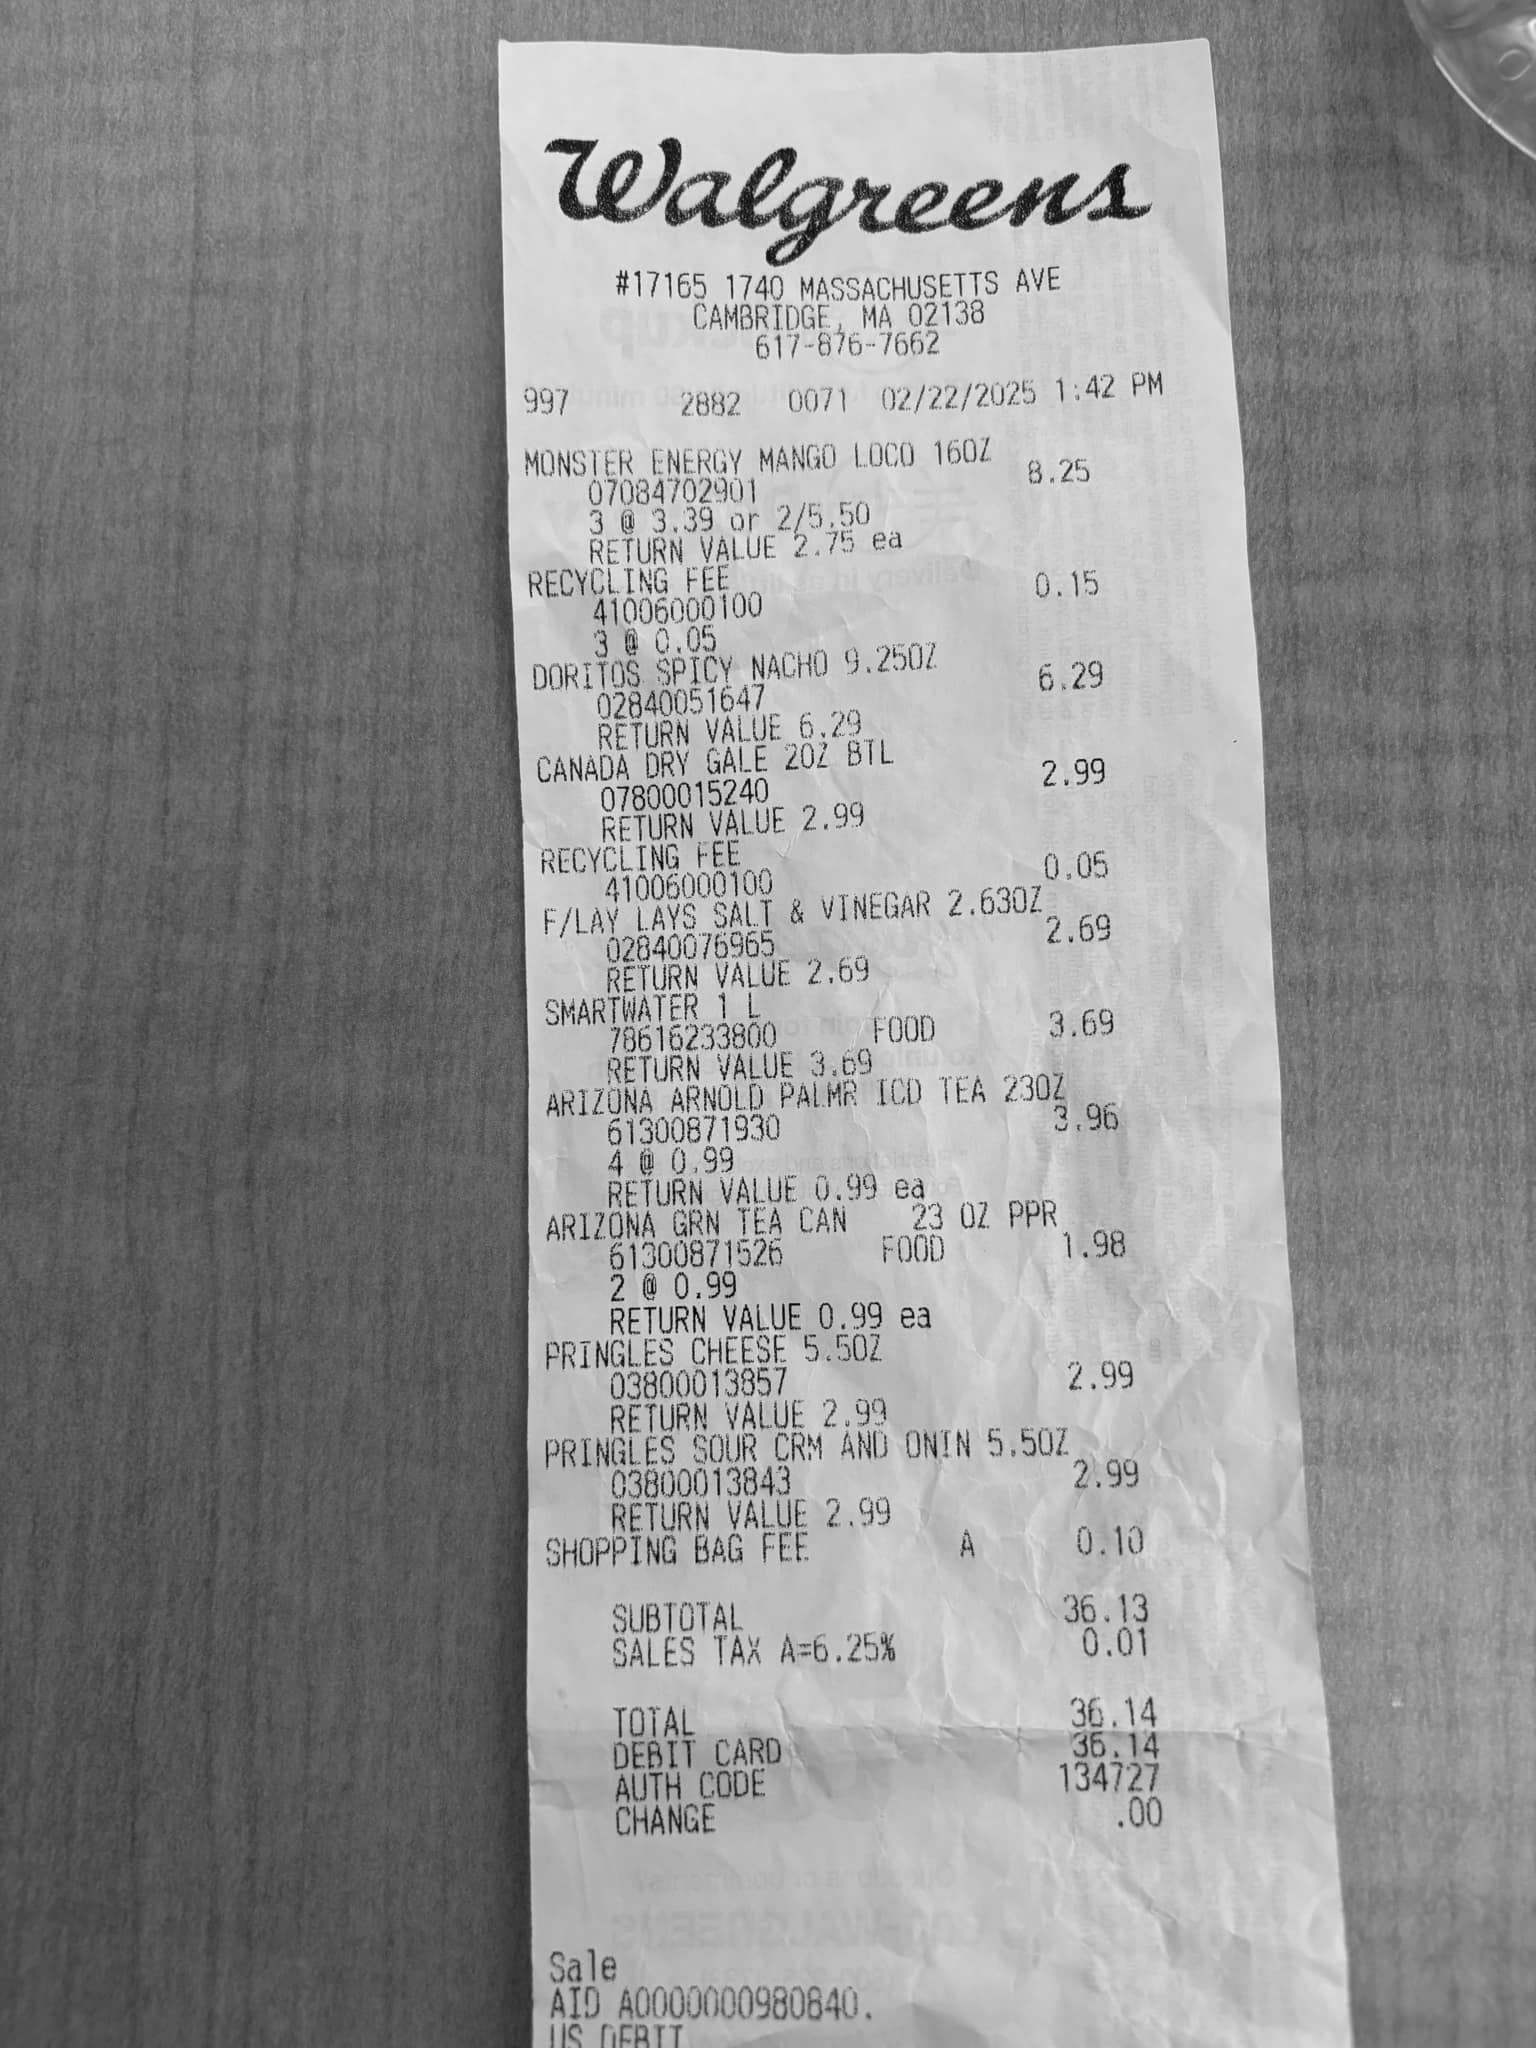 Walgreens
#17165 1740 MASSACHUSETTS AVE
CAMBRIDGE, MA 02138
617-876-7662
997 2882 0071 02/22/2025 1:42 PM
MONSTER ENERGY MANGO LOCO 16OZ 8.25
07084702901
3 @ 3.39 or 2/5.50
RETURN VALUE 2.75 ea
RECYCLING FEE 0.15
41006000100
3 @ 0.05
DORITOS SPICY NACHO 9.25OZ 6.29
02840051647
RETURN VALUE 6.29
CANADA DRY GALE 2OZ BTL 2.99
07800015240
RETURN VALUE 2.99
RECYCLING FEE 0.05
41006000100
F/LAY LAYS SALT & VINEGAR 2.63OZ
02840076965 2.69
RETURN VALUE 2.69
SMARTWATER 1 L
78616233800 FOOD 3.69
RETURN VALUE 3.69
ARIZONA ARNOLD PALMR ICD TEA 23OZ
61300871930 3.96
4 @ 0.99
RETURN VALUE 0.99 ea
ARIZONA GRN TEA CAN 23 OZ PPR
61300871526 FOOD 1.98
2 @ 0.99
RETURN VALUE 0.99 ea
PRINGLES CHEESE 5.5OZ
03800013857 2.99
RETURN VALUE 2.99
PRINGLES SOUR CRM AND ONIN 5.5OZ
03800013843 2.99
RETURN VALUE 2.99
SHOPPING BAG FEE A 0.10
SUBTOTAL 36.13
SALES TAX A=6.25% 0.01
TOTAL 36.14
DEBIT CARD 36.14
AUTH CODE 134727
CHANGE .00
Sale
AID A0000000980840.
US DEBIT